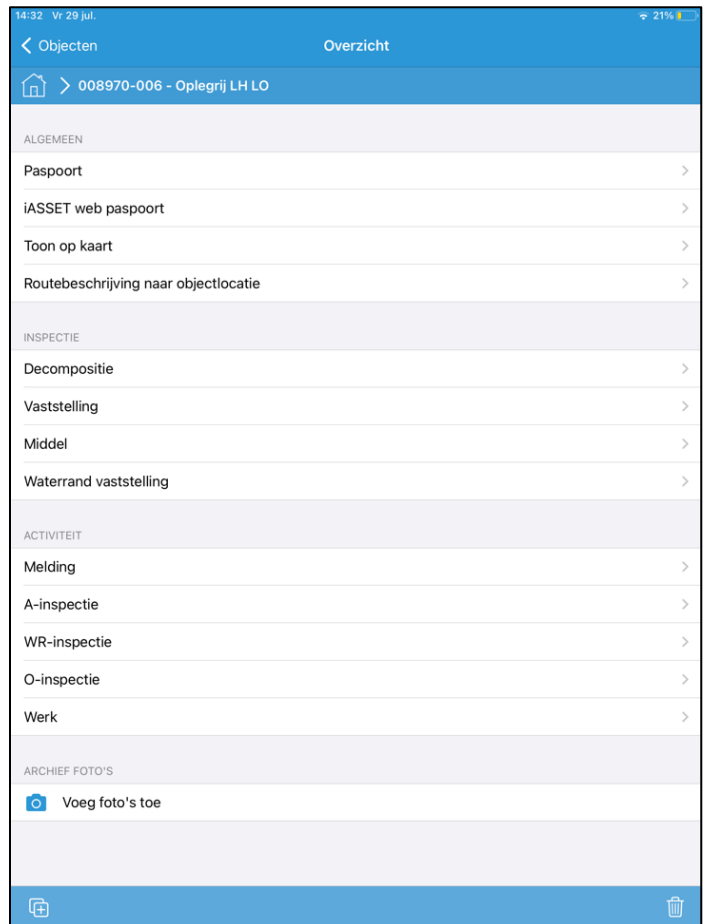 14:32 Vr 29 jul. 21%
Objecten Overzicht
008970-006 - Oplegrij LH LO
ALGEMEEN
Paspoort
iASSET web paspoort
Toon op kaart
Routebeschrijving naar objectlocatie
INSPECTIE
Decompositie
Vaststelling
Middel
Waterrand vaststelling
ACTIVITEIT
Melding
A-inspectie
WR-inspectie
O-inspectie
Werk
ARCHIEF FOTO'S
Voeg foto's toe